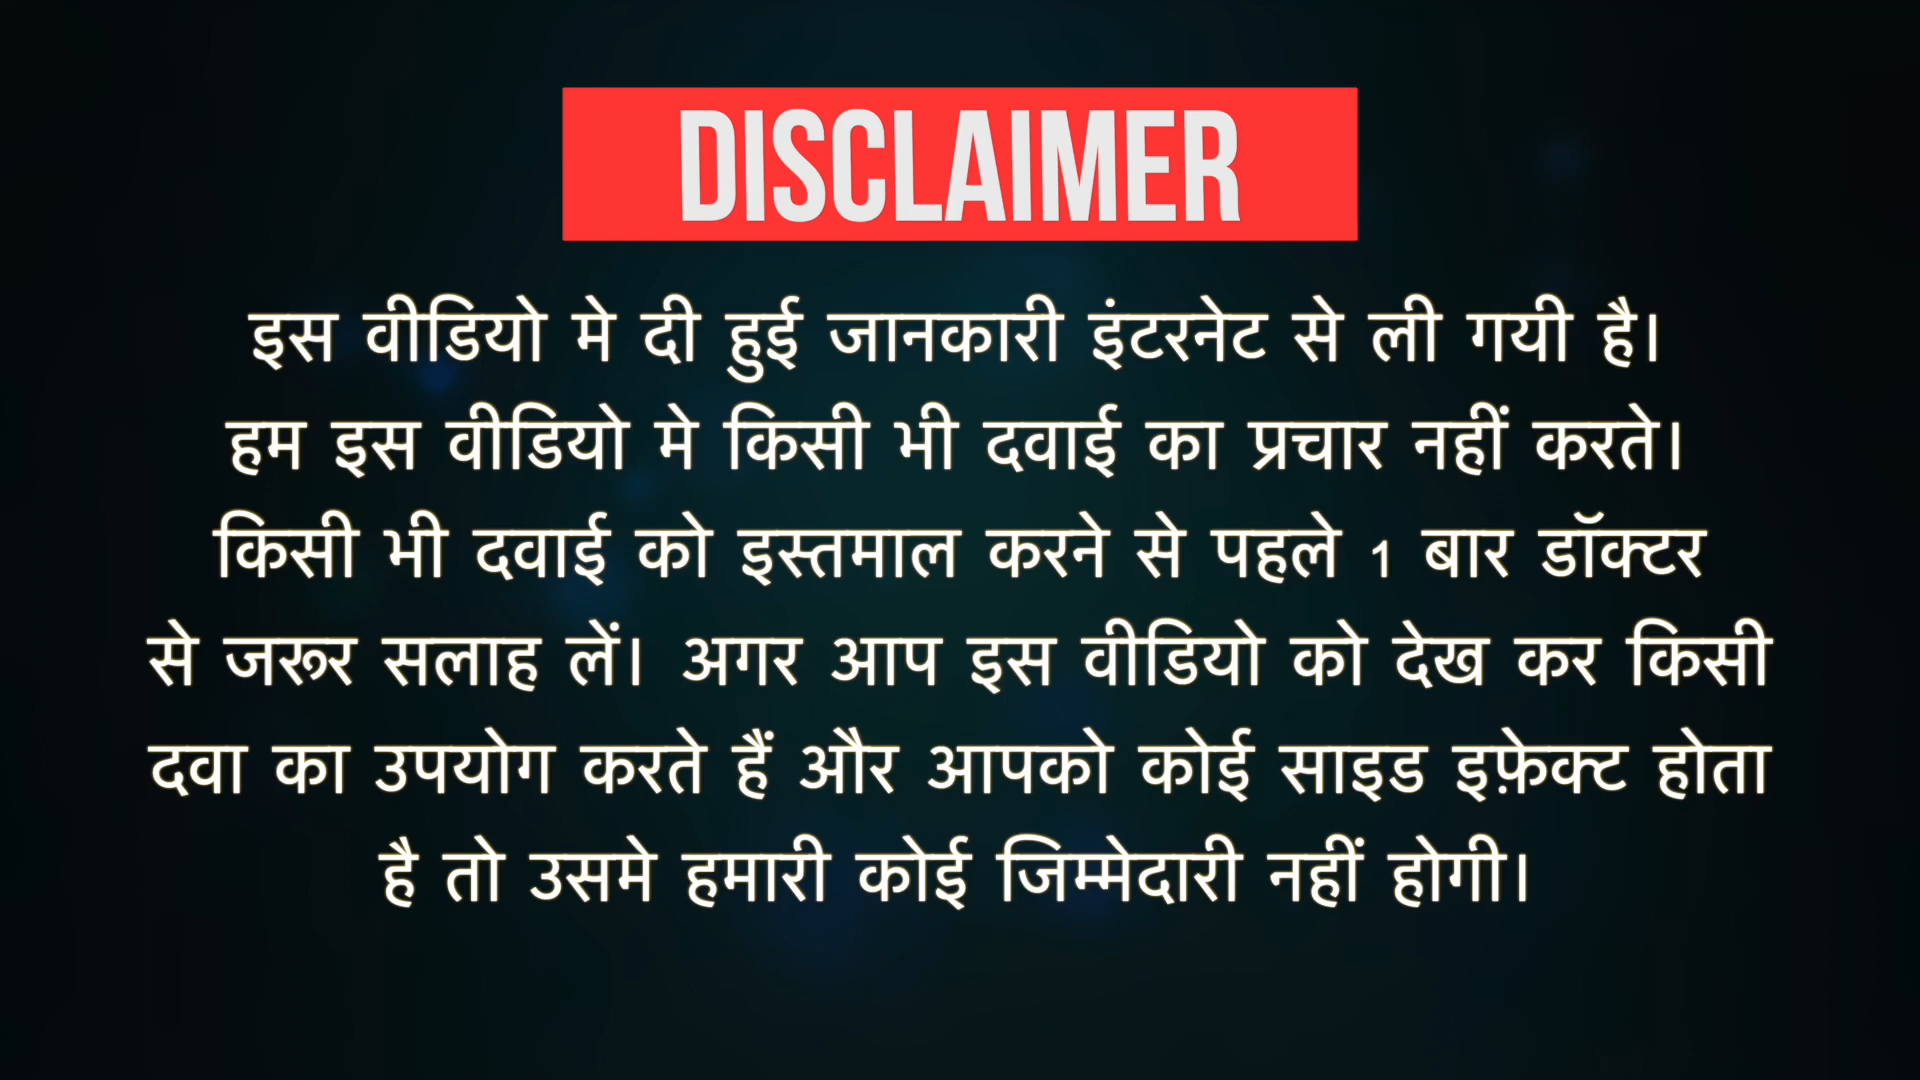 DISCLAIMER
इस वीडियो मे दी हुई जानकारी इंटरनेट से ली गयी है।
हम इस वीडियो मे किसी भी दवाई का प्रचार नहीं करते।
किसी भी दवाई को इस्तमाल करने से पहले 1 बार डॉक्टर
से जरूर सलाह लें। अगर आप इस वीडियो को देख कर किसी
दवा का उपयोग करते हैं और आपको कोई साइड इफ़ेक्ट होता
है तो उसमे हमारी कोई जिम्मेदारी नहीं होगी।